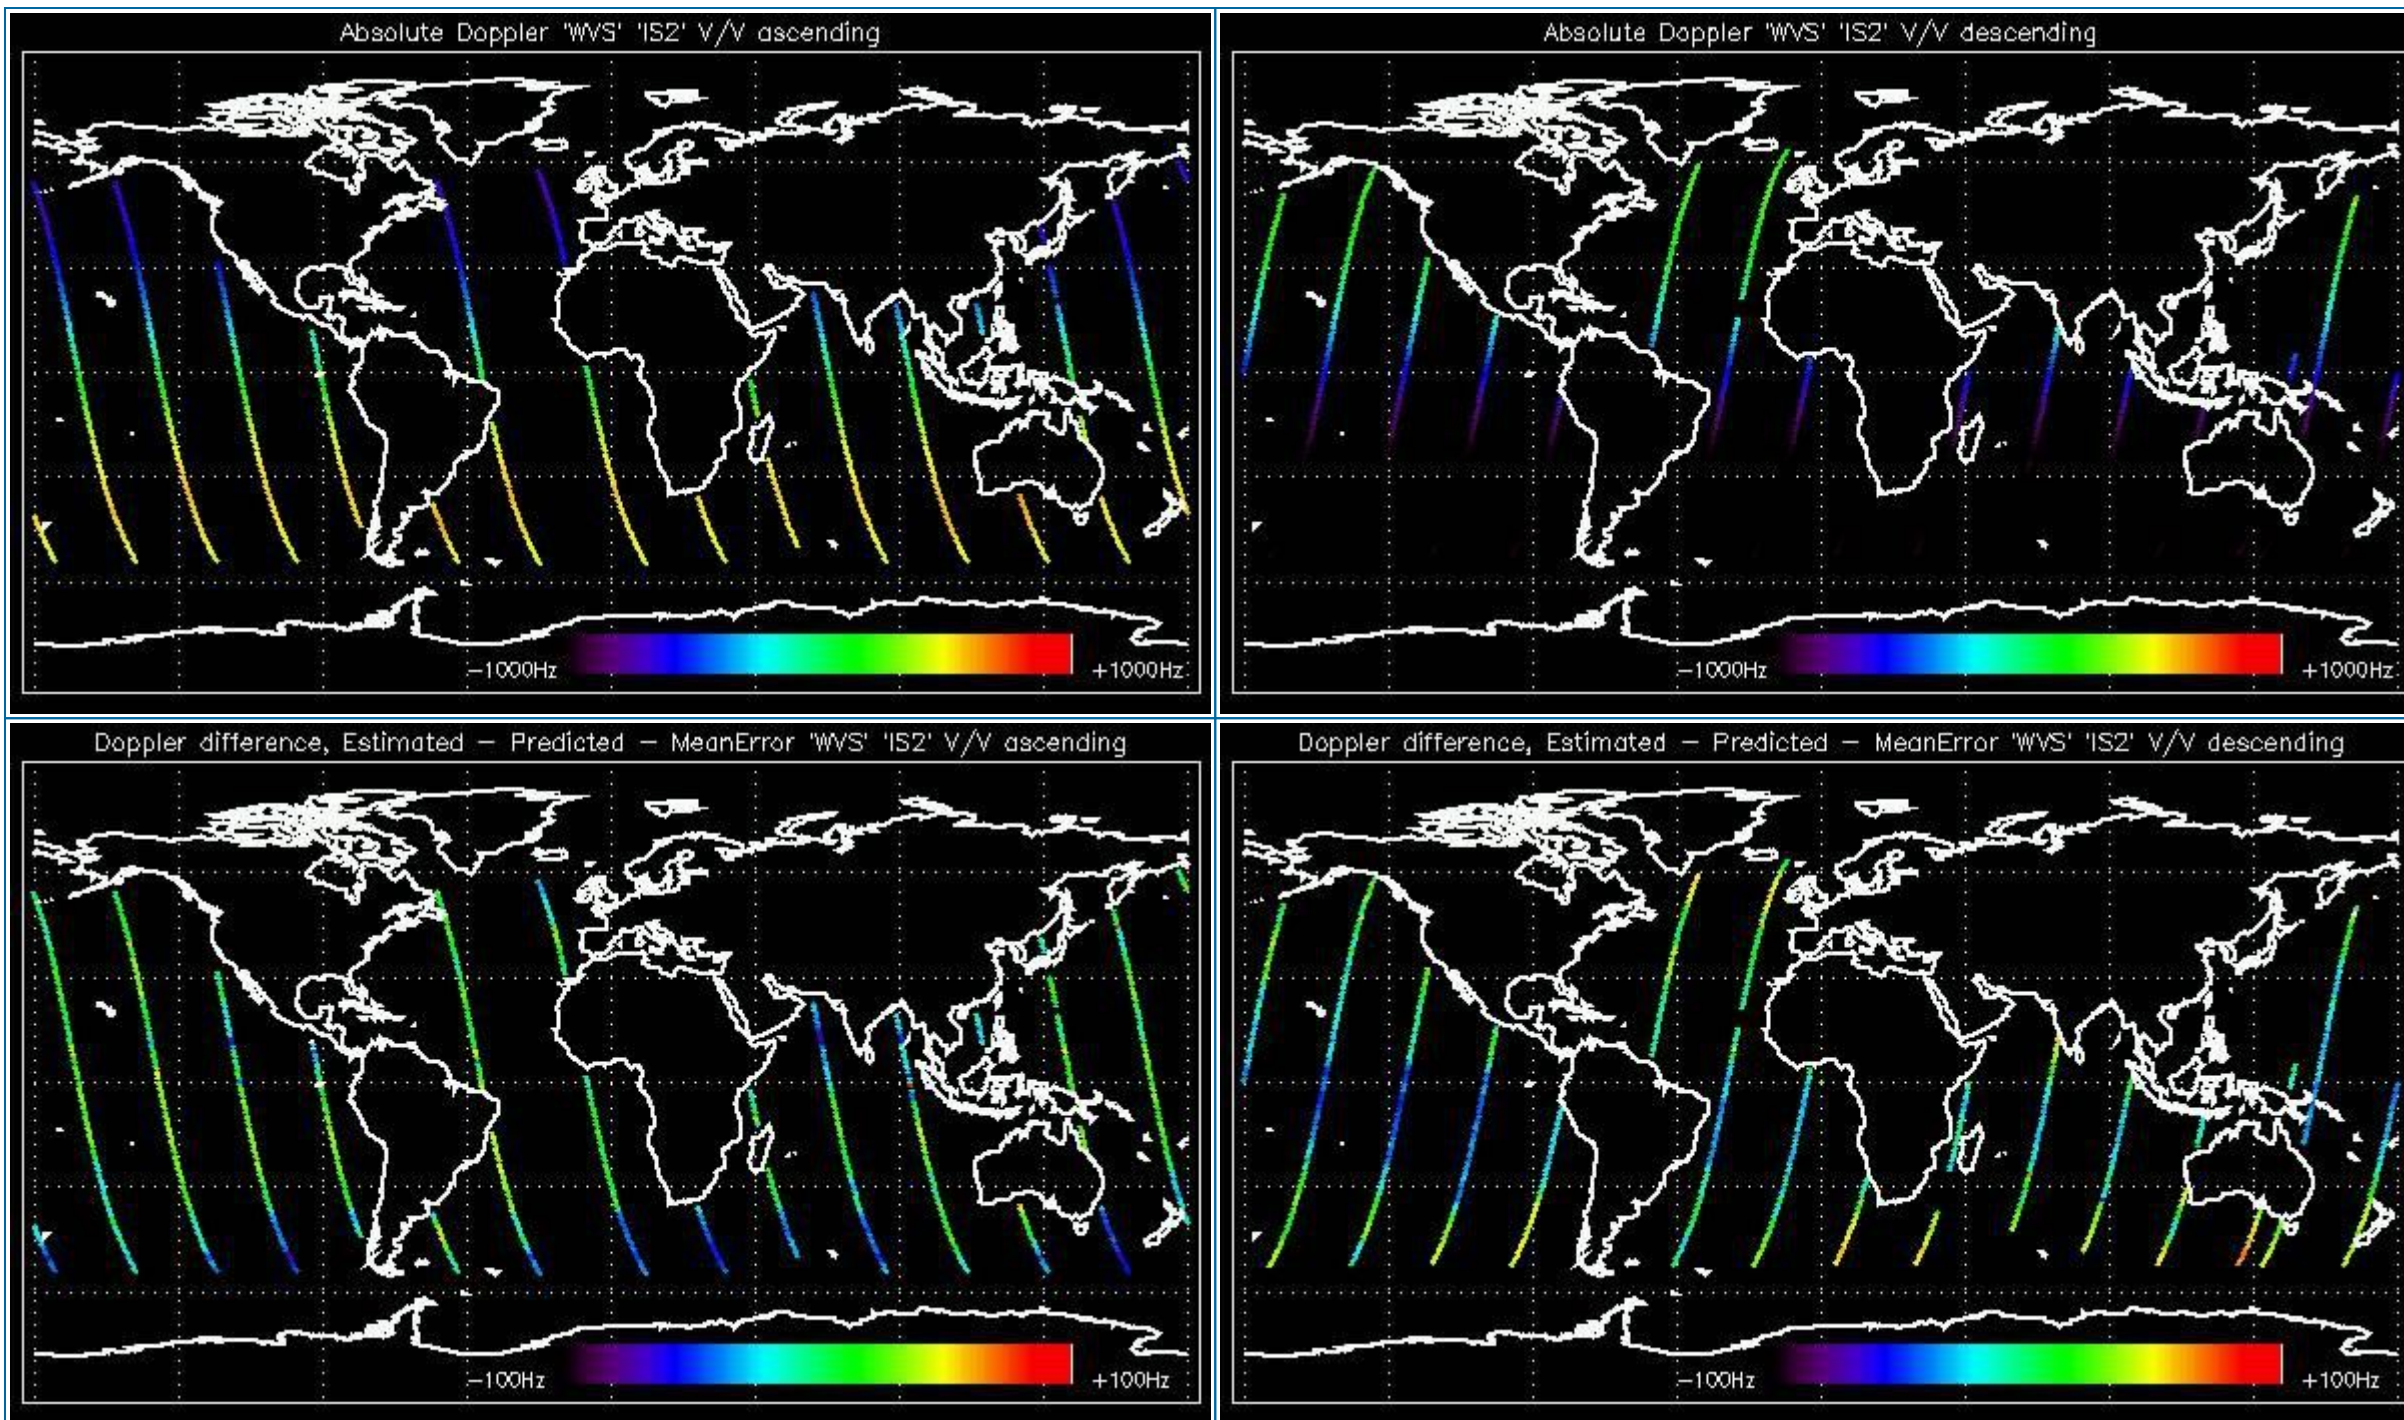 Absolute Doppler 'WVS' 'IS2' V/V ascending
−1000Hz
+1000Hz
Absolute Doppler 'WVS' 'IS2' V/V descending
−1000Hz
+1000Hz
Doppler difference, Estimated − Predicted − MeanError 'WVS' 'IS2' V/V ascending
−100Hz
+100Hz
Doppler difference, Estimated − Predicted − MeanError 'WVS' 'IS2' V/V descending
−100Hz
+100Hz